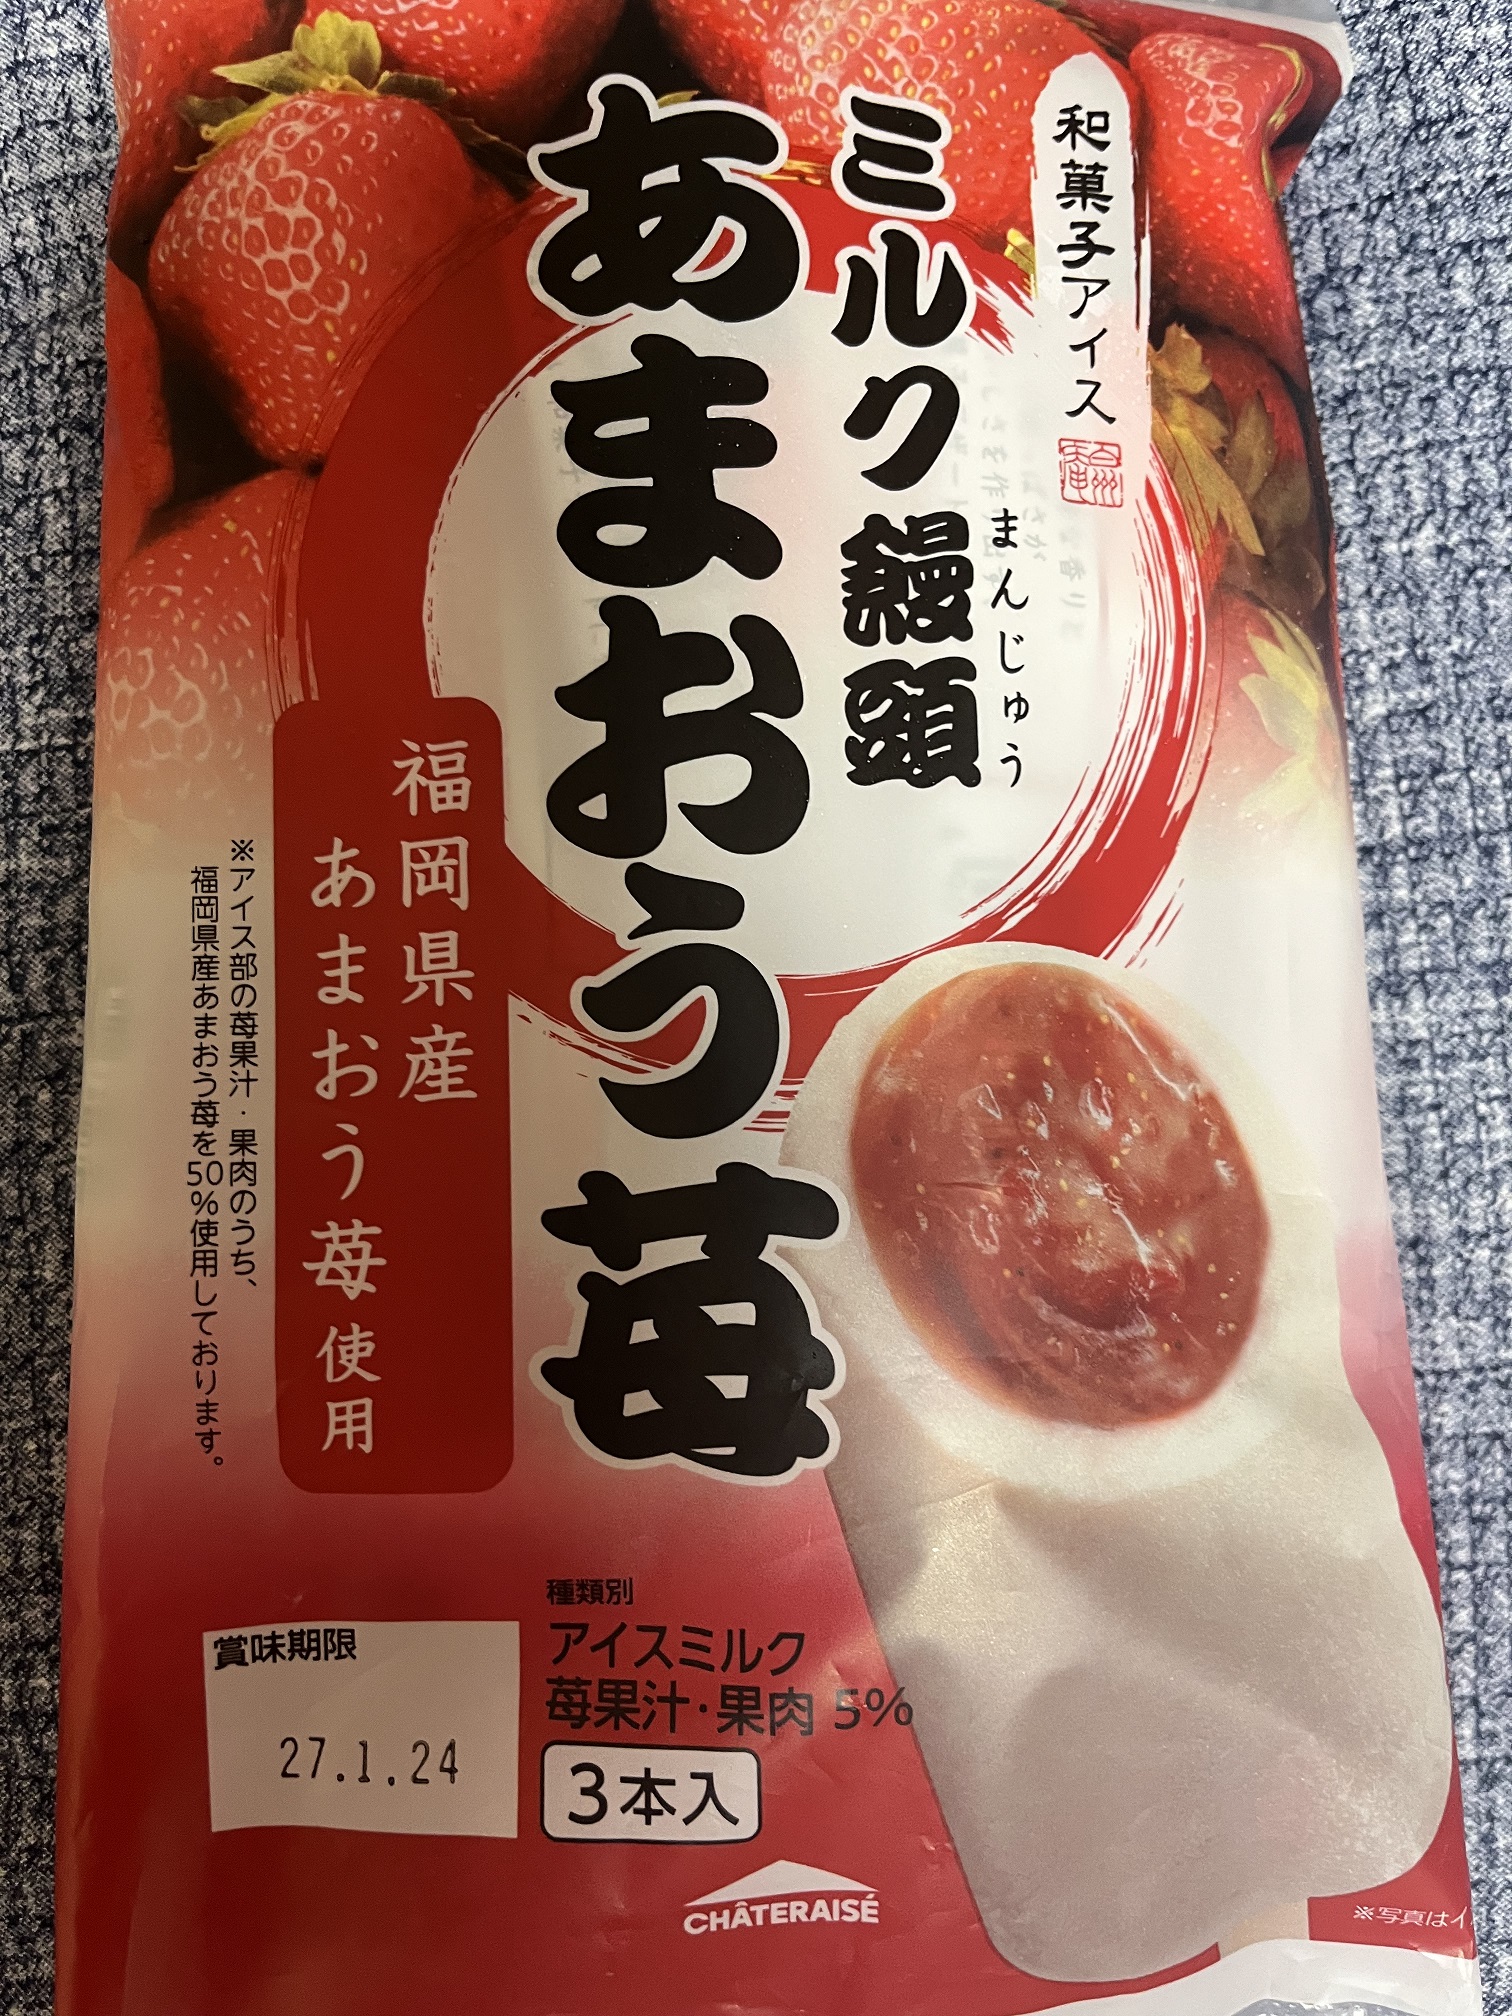 和菓子アイス
ミルク饅頭
まんじゅう
あまおう苺
福岡県産
あまおう苺使用
※アイス部の苺果汁・果肉のうち、
福岡県産あまおう苺を50%使用しております。
種類別
アイスミルク
苺果汁・果肉 5%
3本入
賞味期限
27.1.24
CHÂTERAISÉ
※写真はイ